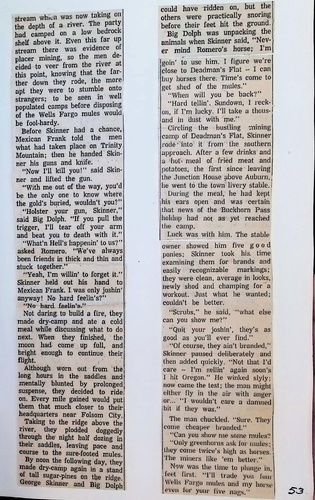 stream which was now taking on
the depth of a river. The party
had camped on a low bedrock
shelf above it. Even this far up
stream there was evidence of
placer mining, so the men de-
cided to veer from the river at
this point, knowing that the far-
ther down they rode, the more
apt they were to stumble onto
strangers; to be seen in well
populated camps before disposing
of the Wells Fargo mules would
be fool-hardy.
Before Skinner had a chance,
Mexican Frank told the men
what had taken place on Trinity
Mountain; then he handed Skin-
ner his guns and knife.
"Now I'll kill you!" said Skin-
ner and lifted the gun.
"With me out of the way, you'd
be the only one to know where
the gold's buried, wouldn't you?"
"Holster your gun, Skinner,"
said Big Dolph. "If you pull the
trigger, I'll tear off your arm
and beat you to death with it."
"What's Hell's happenin' to us?"
asked Romero. "We've always
been friends in thick and thin and
stuck together."
"Yeah, I'm willin' to forget it."
Skinner held out his hand to
Mexican Frank. I was only joshin'
anyway! No hard feelin's?"
"No hard feelin's."
Not daring to build a fire, they
made dry-camp and ate a cold
meal while discussing what to do
next. When they finished, the
moon had come up full, and
bright enough to continue their
flight.
Although worn out from the
long hours in the saddles and
mentally blunted by prolonged
suspense, they decided to ride
on. Every mile gained would put
them that much closer to their
headquarters near Folsom City.
Taking to the ridge above the
river, they plodded doggedly
through the night half dozing in
their saddles, leaving pace and
course to the sure-footed mules.
By noon the following day, they
made dry-camp again in a stand
of tall sugar-pines on the ridge.
George Skinner and Big Dolph
could have ridden on, but the
others were practically snoring
before their feet hit the ground.
Big Dolph was unpacking the
animals when Skinner said, "Nev-
er mind Romero's horse; I'm
goin' to use him. I figure we're
close to Deadman's Flat — I can
buy horses there. Time's come to
get shed of the mules."
"When will you be back?"
"Hard tellin'. Sundown, I reck-
on, if I'm lucky. I'll take a thous-
and in dust with me."
Circling the bustling mining
camp of Deadman's Flat, Skinner
rode into it from the southern
approach. After a few drinks and
a hot meal of fried meat and
potatoes, the first since leaving
the Junction House above Auburn,
he went to the town livery stable.
During the meal, he had kept
his ears open and was certain
that news of the Buckhorn Pass
holdup had not as yet reached
the camp.
Luck was with him. The stable
owner showed him five good
ponies; Skinner took his time
examining them for brands and
easily recognizable markings;
they were clean, average in looks,
newly shod and champing for a
workout. Just what he wanted;
couldn't be better.
"Scrubs," he said, "what else
can you show me?"
"Quit your joshin', they's as
good as you'll ever find."
"Of course, they ain't branded,"
Skinner paused deliberately and
then added quickly. "Not that I'd
care — I'm sellin' again soon's
I hit Oregon." He winked slyly;
now came the test; the man might
either fly in the air with anger
or... "I wouldn't care a damned
bit if they was."
The man chuckled. "Sure. They
come cheaper branded."
"Can you show me some mules?
"Only greenhorns ask for mules;
they come twice's high as horses.
The miners like 'em better."
Now was the time to plunge in
feet first. "I'll trade you four
Wells Fargo mules and my horse
even for your five nags."
53